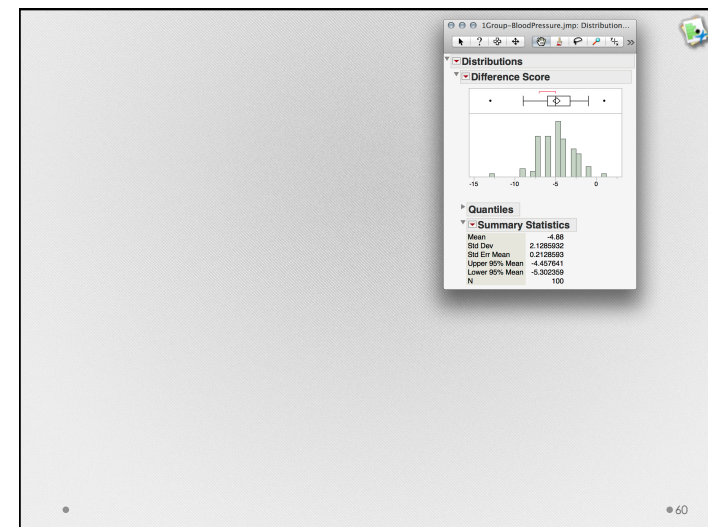 1Group-BloodPressure.jmp: Distribution...
Distributions
Difference Score
-15 -10 -5 0
Quantiles
Summary Statistics
Mean -4.88
Std Dev 2.1285932
Std Err Mean 0.2128593
Upper 95% Mean -4.457641
Lower 95% Mean -5.302359
N 100
60